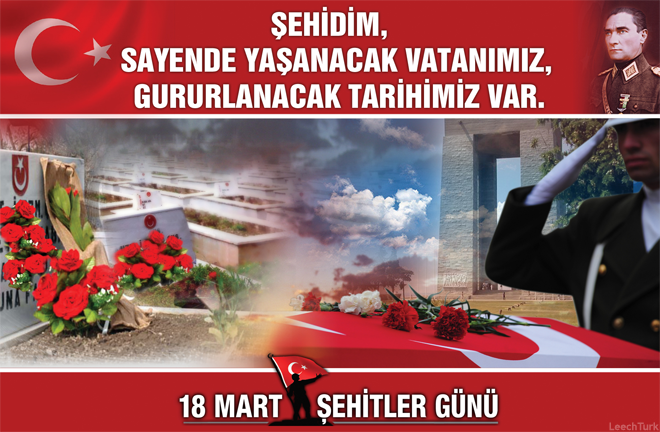 ŞEHİDİM,
SAYENDE YAŞANACAK VATANIMIZ,
GURURLANACAK TARİHİMİZ VAR.
18 MART ŞEHİTLER GÜNÜ
LeechTurk